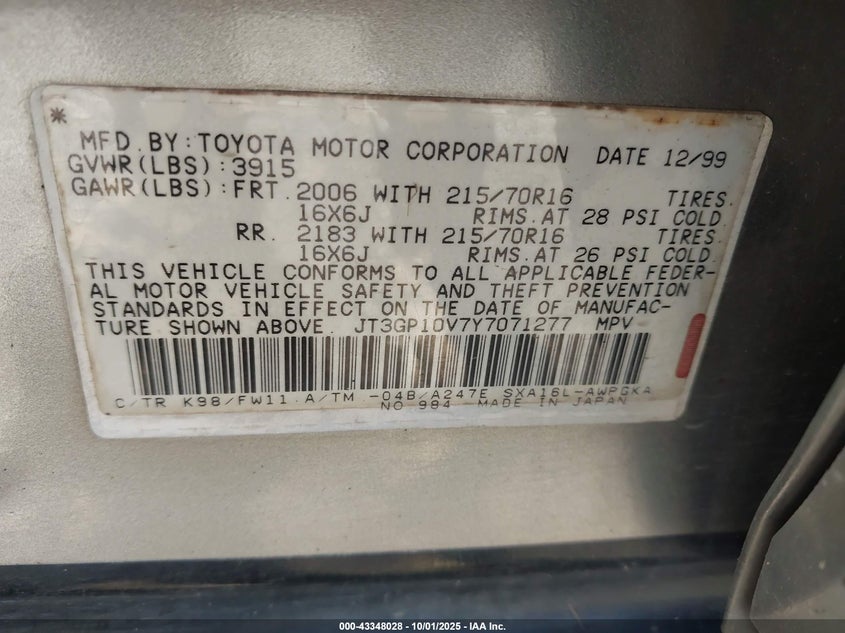 *
MFD. BY: TOYOTA MOTOR CORPORATION DATE 12/99
GVWR(LBS):3915
GAWR(LBS):FRT. 2006 WITH 215/70R16 TIRES.
16X6J RIMS.AT 28 PSI COLD.
RR. 2183 WITH 215/70R16 TIRES.
16X6J RIMS.AT 26 PSI COLD.
THIS VEHICLE CONFORMS TO ALL APPLICABLE FEDER-
AL MOTOR VEHICLE SAFETY AND THEFT PREVENTION
STANDARDS IN EFFECT ON THE DATE OF MANUFAC-
TURE SHOWN ABOVE. JT3GP10V7Y7071277 MPV
C/TR K98/FW11 A/TM -04B/A247E SXA16L-AWPGKA
NO 984 MADE IN JAPAN
000-43348028 - 10/01/2025 - IAA Inc.